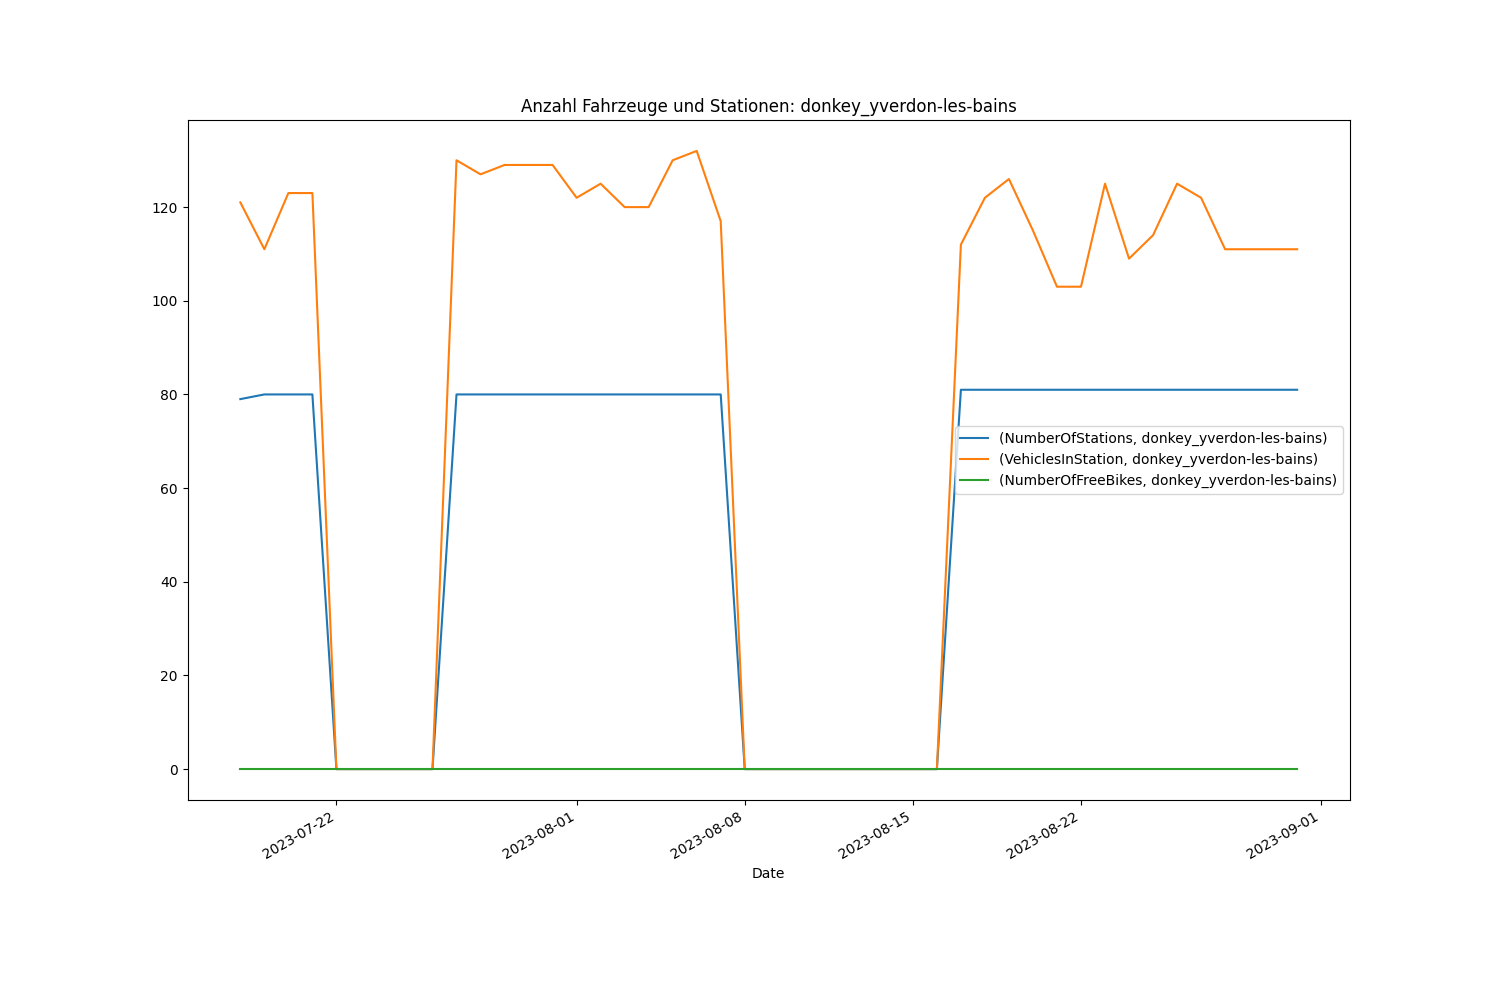 Anzahl Fahrzeuge und Stationen: donkey_yverdon-les-bains
120
100
80
60
40
20
0
(NumberOfStations, donkey_yverdon-les-bains)
(VehiclesInStation, donkey_yverdon-les-bains)
(NumberOfFreeBikes, donkey_yverdon-les-bains)
2023-07-22
2023-08-01
2023-08-08
2023-08-15
2023-08-22
2023-09-01
Date